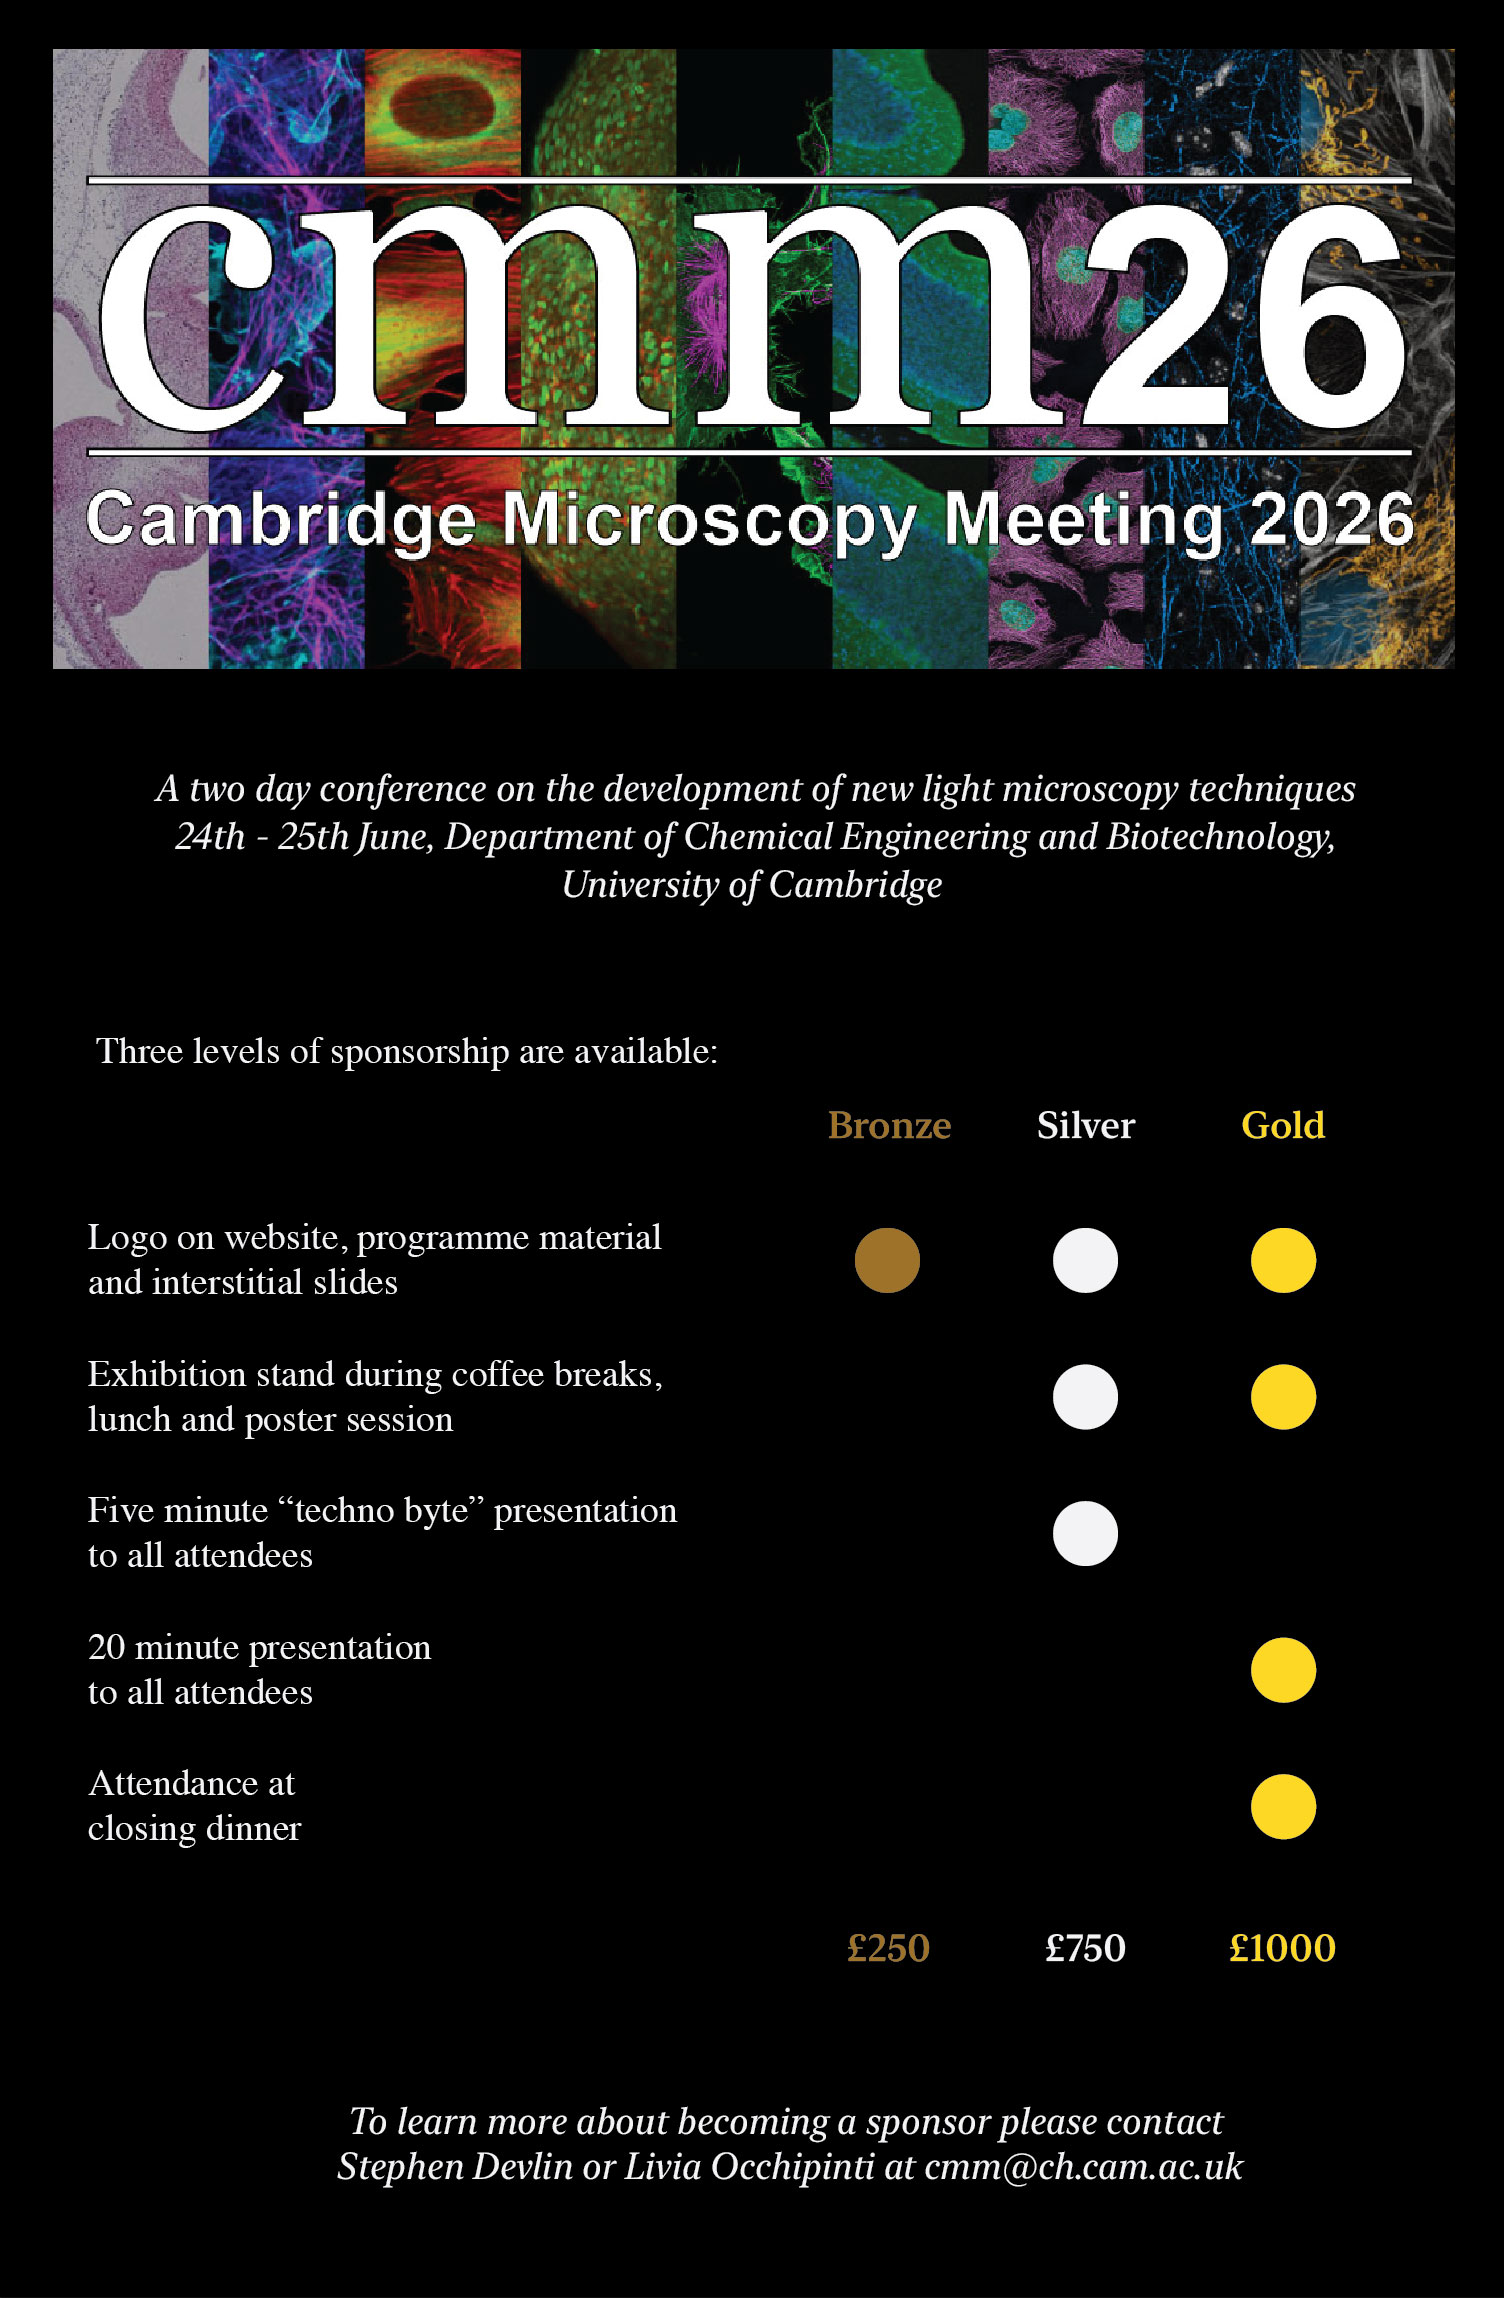 cmm26
Cambridge Microscopy Meeting 2026
A two day conference on the development of new light microscopy techniques
24th - 25th June, Department of Chemical Engineering and Biotechnology,
University of Cambridge
Three levels of sponsorship are available:
Bronze Silver Gold
Logo on website, programme material
and interstitial slides
Exhibition stand during coffee breaks,
lunch and poster session
Five minute “techno byte” presentation
to all attendees
20 minute presentation
to all attendees
Attendance at
closing dinner
£250 £750 £1000
To learn more about becoming a sponsor please contact
Stephen Devlin or Livia Occhipinti at cmm@ch.cam.ac.uk